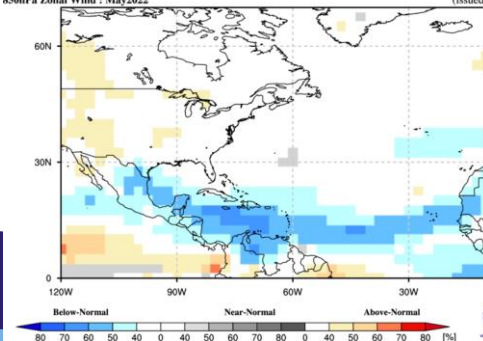 850hPa Zonal Wind : May2022 (issued
60N
30N
0
120W 90W 60W 30W
Below-Normal Near-Normal Above-Normal
80 70 60 50 40 0 40 50 60 70 80 0 40 50 60 70 80 [%]